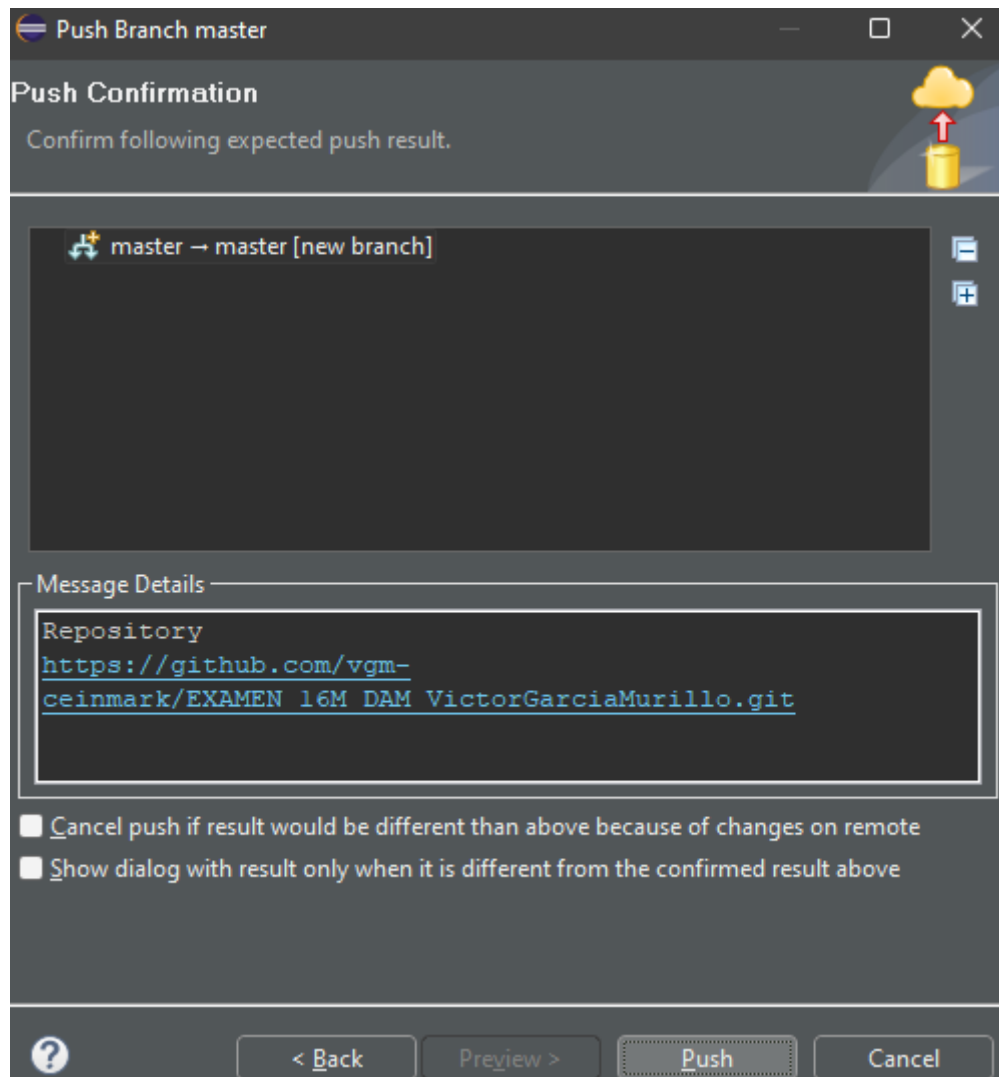 Push Branch master
Push Confirmation
Confirm following expected push result.
master → master [new branch]
Message Details
Repository
https://github.com/vgm-
ceinmark/EXAMEN_16M_DAM_VictorGarciaMurillo.git
Cancel push if result would be different than above because of changes on remote
Show dialog with result only when it is different from the confirmed result above
?
< Back
Preview >
Push
Cancel